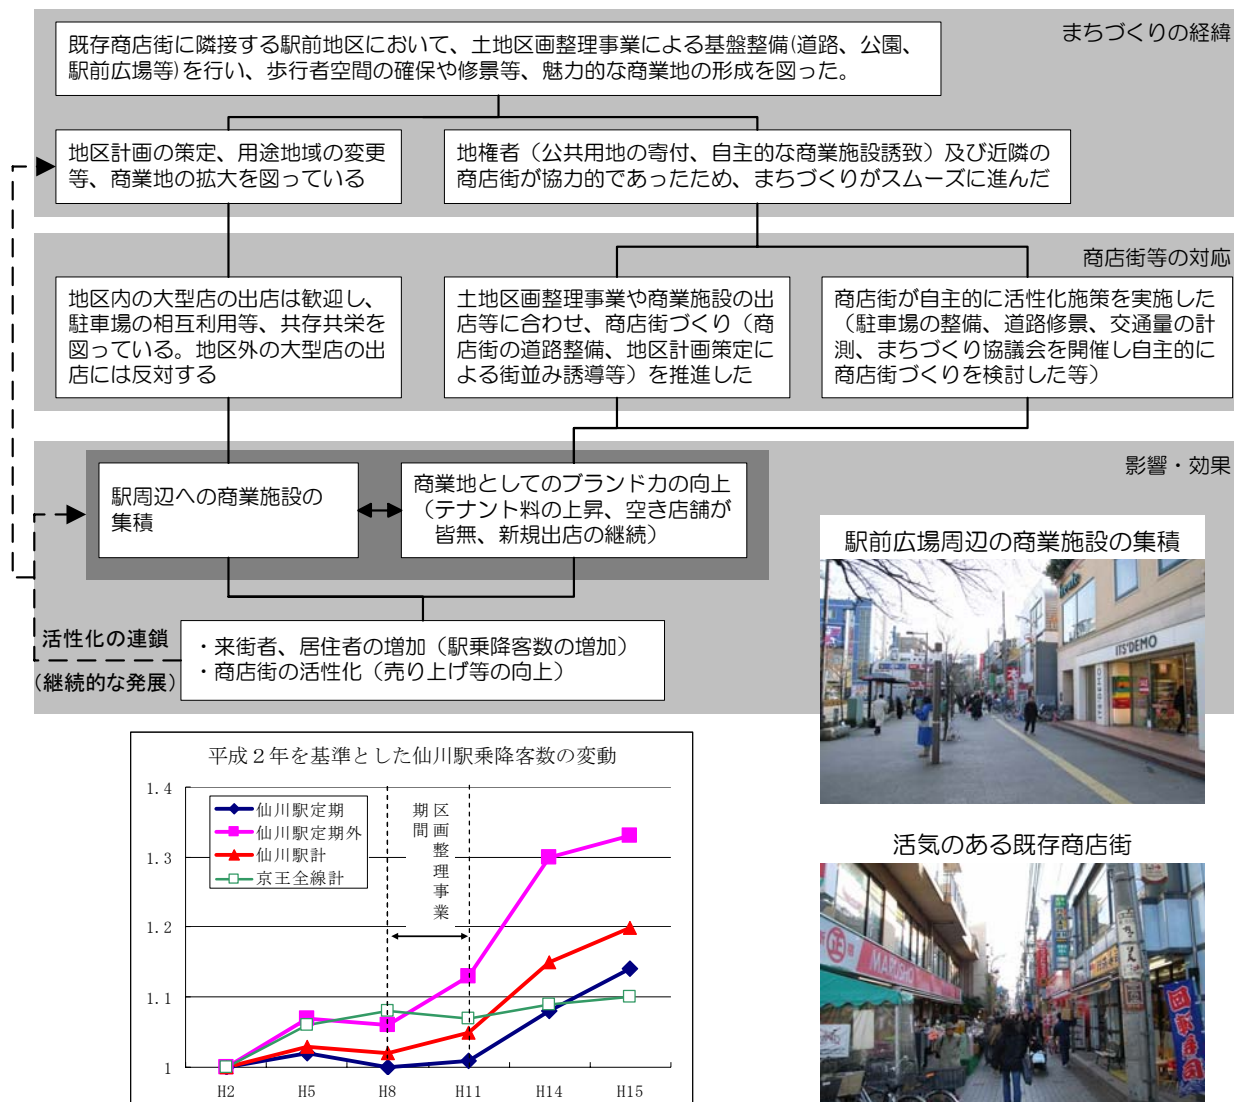 まちづくりの経緯
既存商店街に隣接する駅前地区において、土地区画整理事業による基盤整備(道路、公園、
駅前広場等)を行い、歩行者空間の確保や修景等、魅力的な商業地の形成を図った。
地区計画の策定、用途地域の変更
等、商業地の拡大を図っている
地権者（公共用地の寄付、自主的な商業施設誘致）及び近隣の
商店街が協力的であったため、まちづくりがスムーズに進んだ
商店街等の対応
地区内の大型店の出店は歓迎し、
駐車場の相互利用等、共存共栄を
図っている。地区外の大型店の出
店には反対する
土地区画整理事業や商業施設の出
店等に合わせ、商店街づくり（商
店街の道路整備、地区計画策定に
よる街並み誘導等）を推進した
商店街が自主的に活性化施策を実施した
（駐車場の整備、道路修景、交通量の計
測、まちづくり協議会を開催し自主的に
商店街づくりを検討した等）
影響・効果
駅周辺への商業施設の
集積
商業地としてのブランド力の向上
（テナント料の上昇、空き店舗が
皆無、新規出店の継続）
活性化の連鎖
(継続的な発展)
・来街者、居住者の増加（駅乗降客数の増加）
・商店街の活性化（売り上げ等の向上）
駅前広場周辺の商業施設の集積
ITS'DEMO
平成２年を基準とした仙川駅乗降客数の変動
1.4
1.3
1.2
1.1
1
仙川駅定期
仙川駅定期外
仙川駅計
京王全線計
区画整理事業
期間
H2 H5 H8 H11 H14 H15
活気のある既存商店街
正
MARUSHO